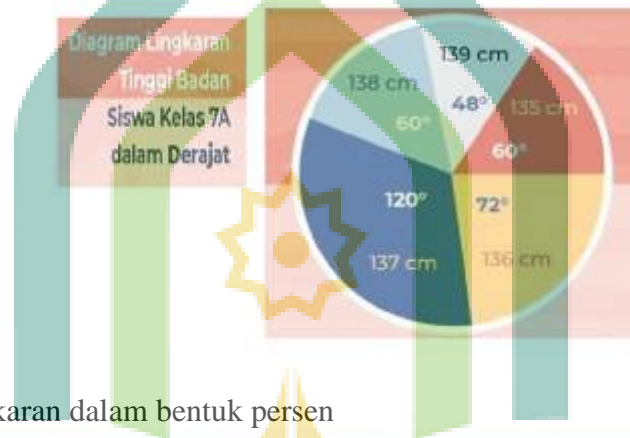 Diagram Lingkaran
Tinggi Badan
Siswa Kelas 7A
dalam Derajat
139 cm
48°
138 cm
60°
135 cm
60°
120°
137 cm
72°
136 cm
karan dalam bentuk persen